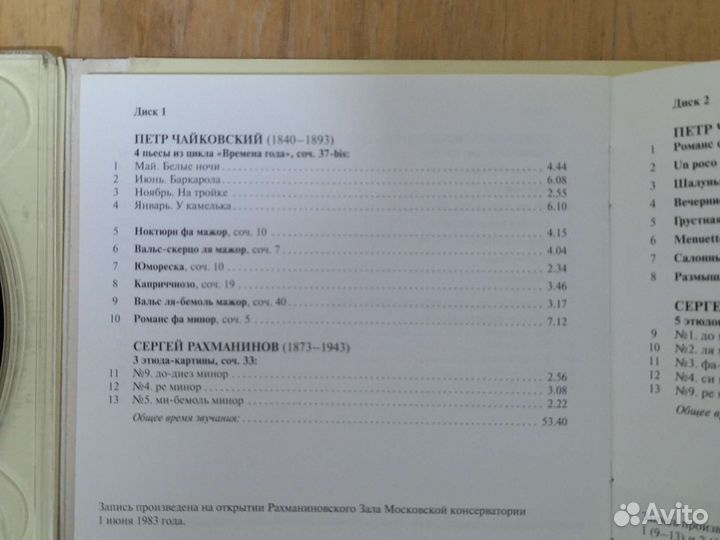 Диск 1
ПЕТР ЧАЙКОВСКИЙ (1840–1893)
4 пьесы из цикла «Времена года», соч. 37-bis:
1 Май. Белые ночи 4.44
2 Июнь. Баркарола 6.08
3 Ноябрь. На тройке 2.55
4 Январь. У камелька 6.10
5 Ноктюрн фа мажор, соч. 10 4.15
6 Вальс-скерцо ля мажор, соч. 7 4.04
7 Юмореска, соч. 10 2.34
8 Каприччиозо, соч. 19 3.46
9 Вальс ля-бемоль мажор, соч. 40 3.17
10 Романс фа минор, соч. 5 7.12
СЕРГЕЙ РАХМАНИНОВ (1873–1943)
3 этюда-картины, соч. 33:
11 №9. до-диез минор 2.56
12 №4. ре минор 3.08
13 №5. ми-бемоль минор 2.22
Общее время звучания: 53.40
Запись произведена на открытии Рахманиновского Зала Московской консерватории
1 июня 1983 года.
Диск 2
ПЕТР Ч
1 Романс
2 Un poco
3 Шалунь
4 Вечерни
5 Грустная
6 Menuett
7 Салонны
8 Размыш
СЕРГЕ
5 этюдо
9 №1. до
10 №2. ля
11 №3. фа-
12 №4. си
13 №9. ре м
Общее в
произв
1 (9–13)
Avito